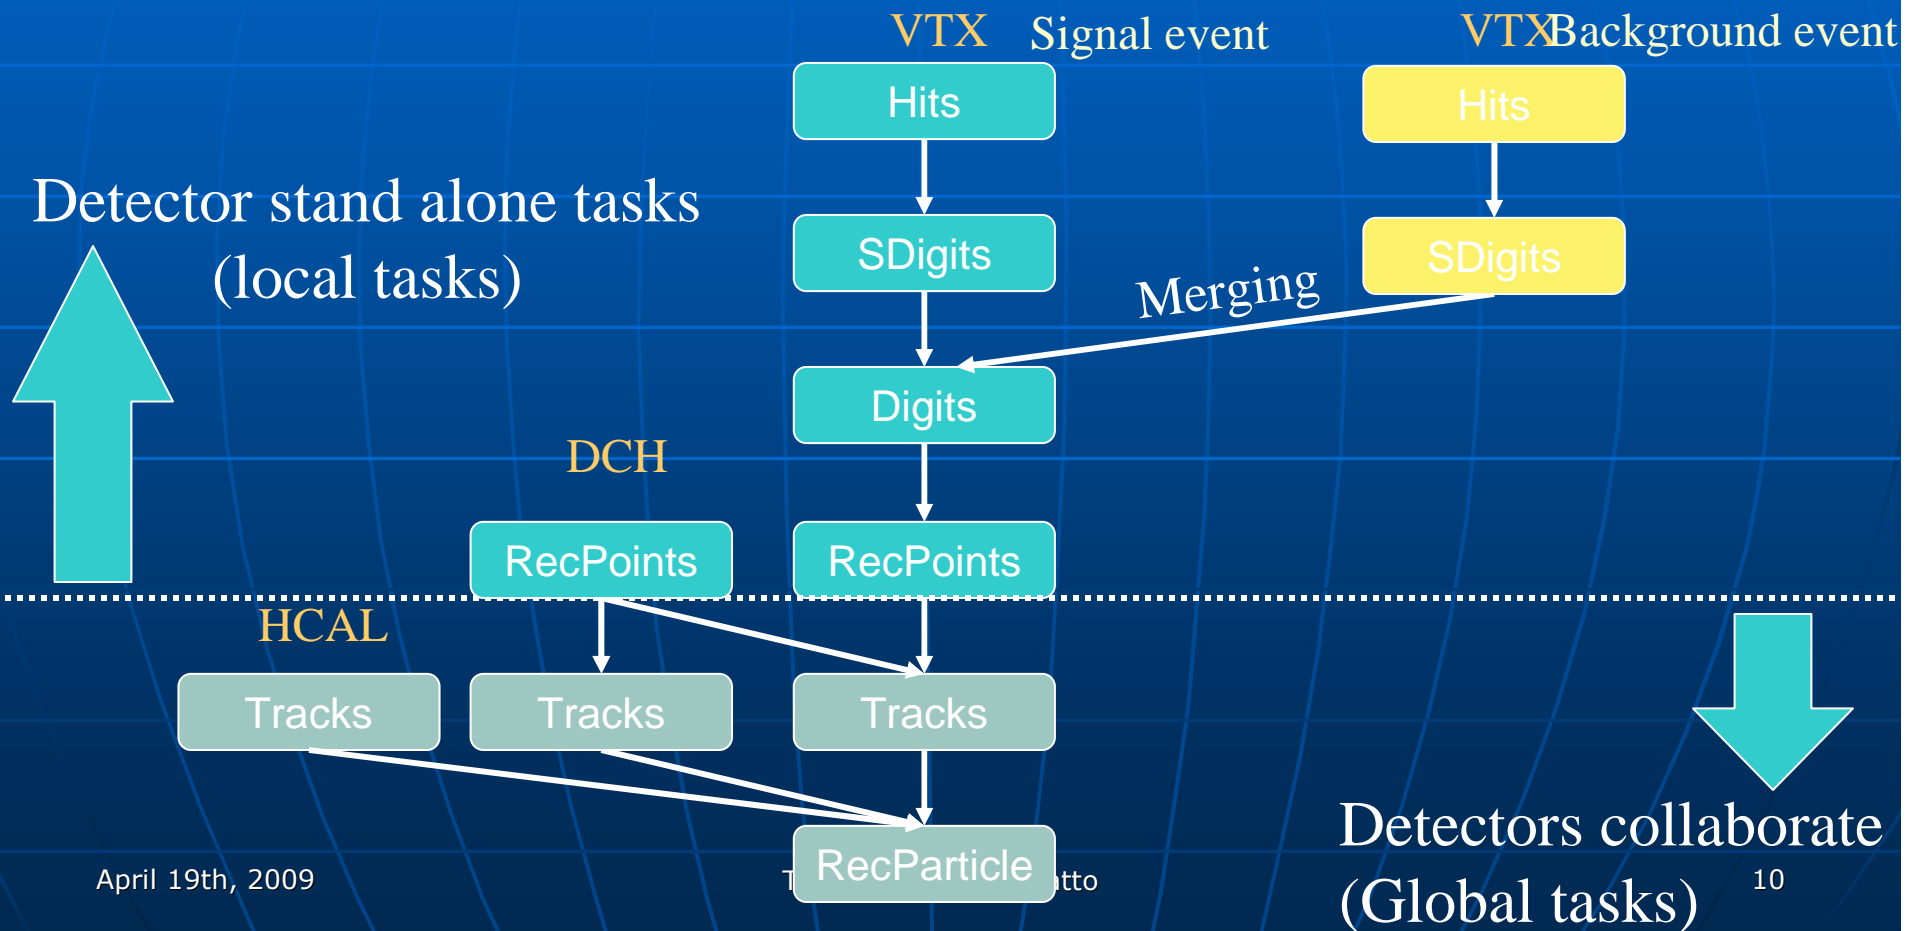 VTX Signal event VTX Background event
Hits Hits
Detector stand alone tasks
(local tasks)
SDigits SDigits
Merging
Digits
DCH
RecPoints RecPoints
HCAL
Tracks Tracks Tracks
Detectors collaborate
(Global tasks)
RecParticle
April 19th, 2009 10